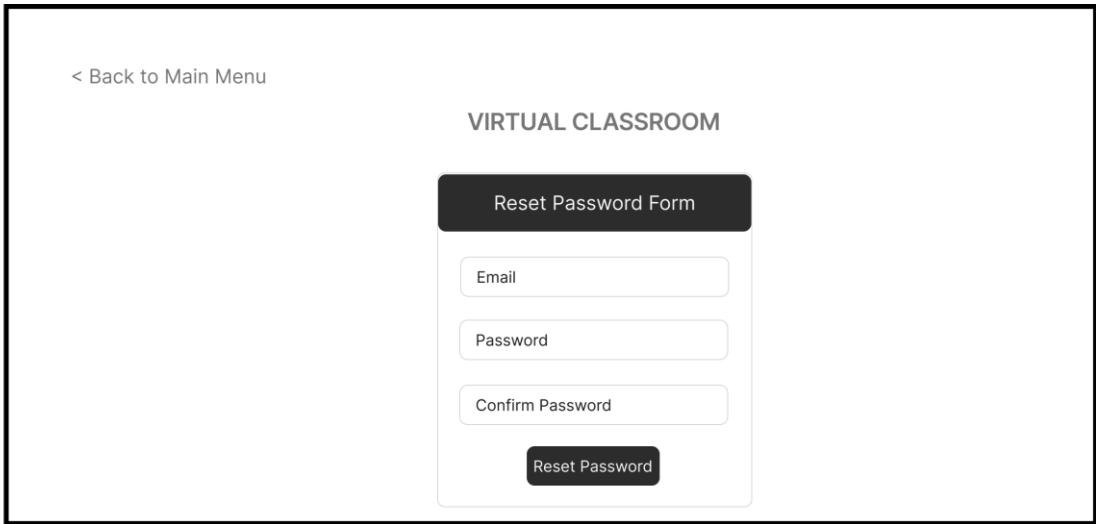 < Back to Main Menu
VIRTUAL CLASSROOM
Reset Password Form
Email
Password
Confirm Password
Reset Password